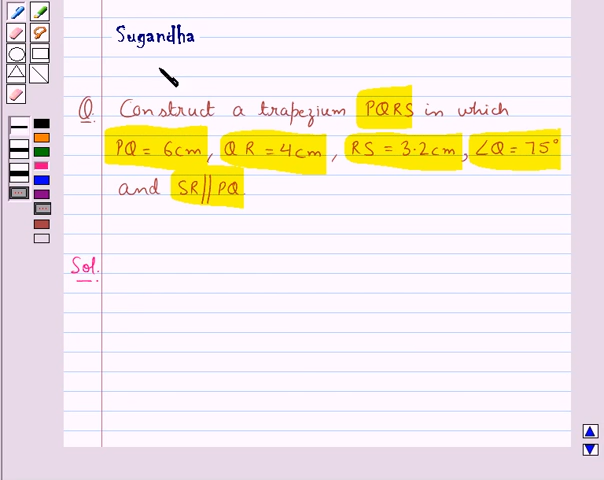 Sugandha
Q. Construct a trapezium PQRS in which
PQ = 6cm, QR = 4cm, RS = 3.2cm, ∠Q = 75°
and SR||PQ.
Sol.